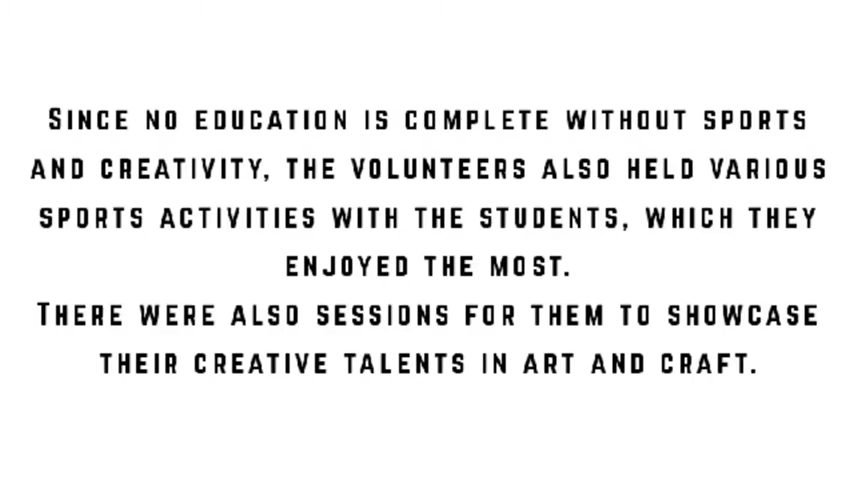 Since no education is complete without sports
and creativity, the volunteers also held various
sports activities with the students, which they
enjoyed the most.
There were also sessions for them to showcase
their creative talents in art and craft.